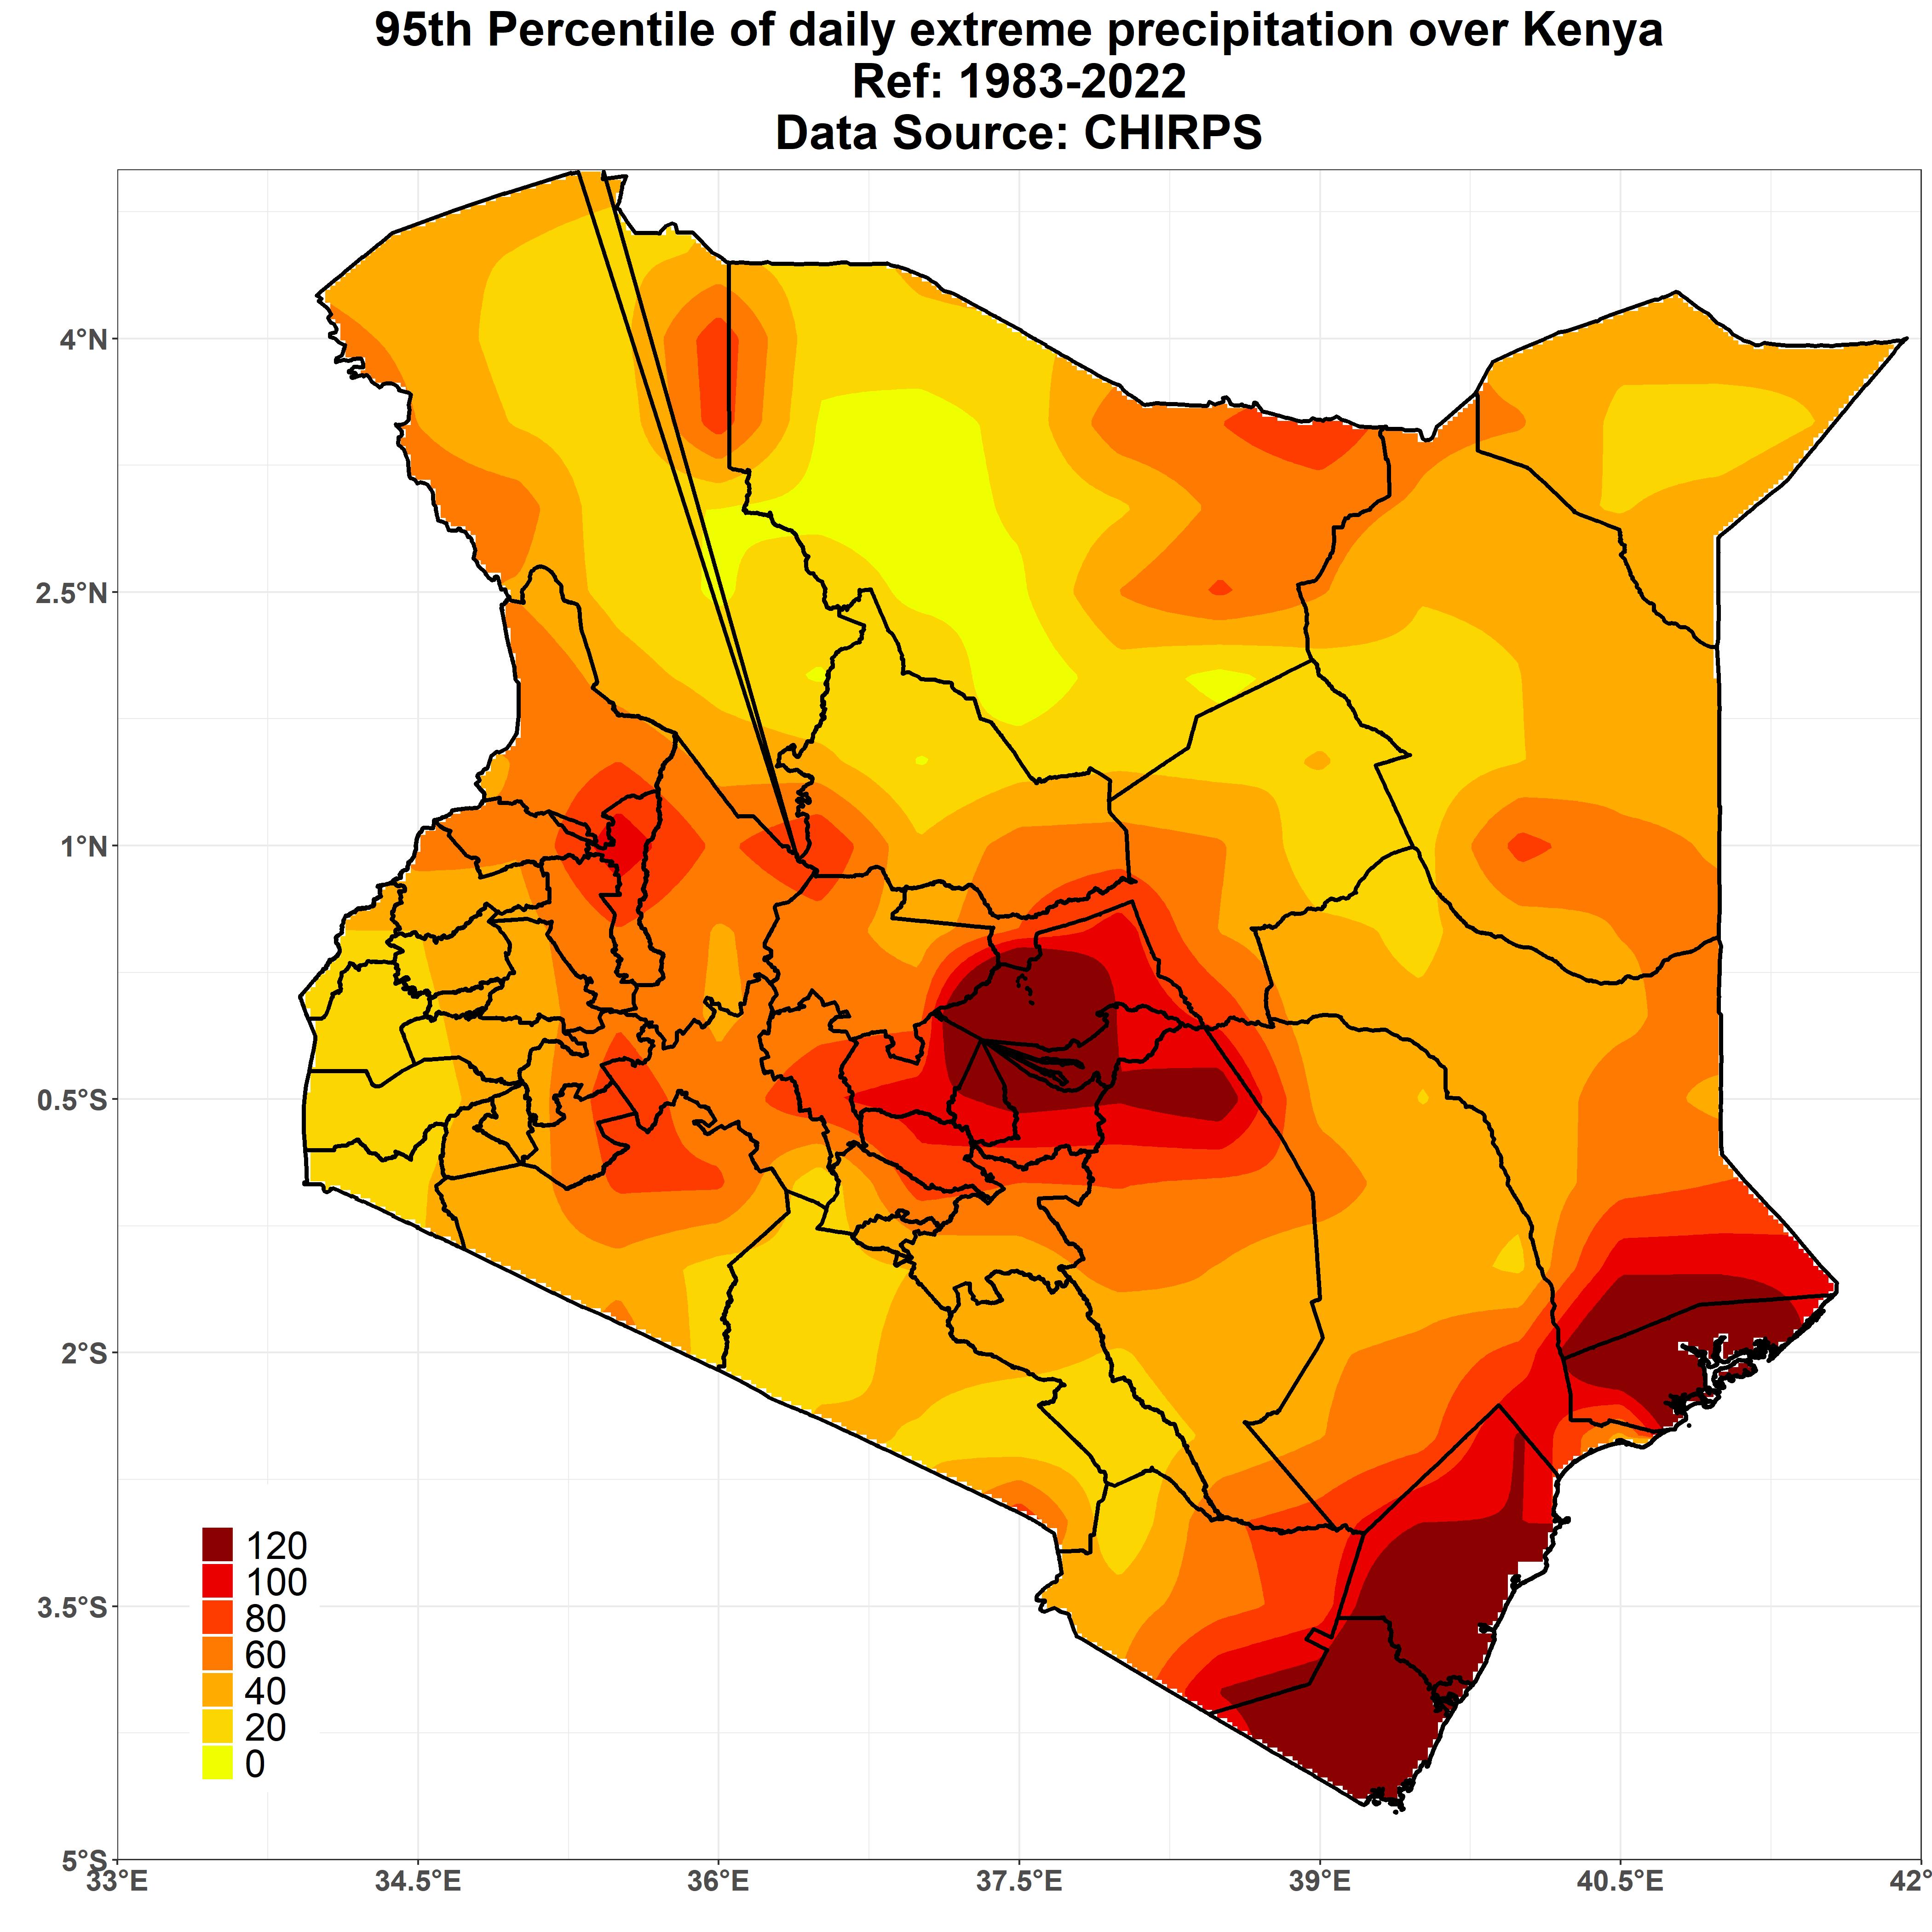 95th Percentile of daily extreme precipitation over Kenya
Ref: 1983-2022
Data Source: CHIRPS
4°N
2.5°N
1°N
0.5°S
2°S
3.5°S
5°S
120
100
80
60
40
20
0
33°E
34.5°E
36°E
37.5°E
39°E
40.5°E
42°